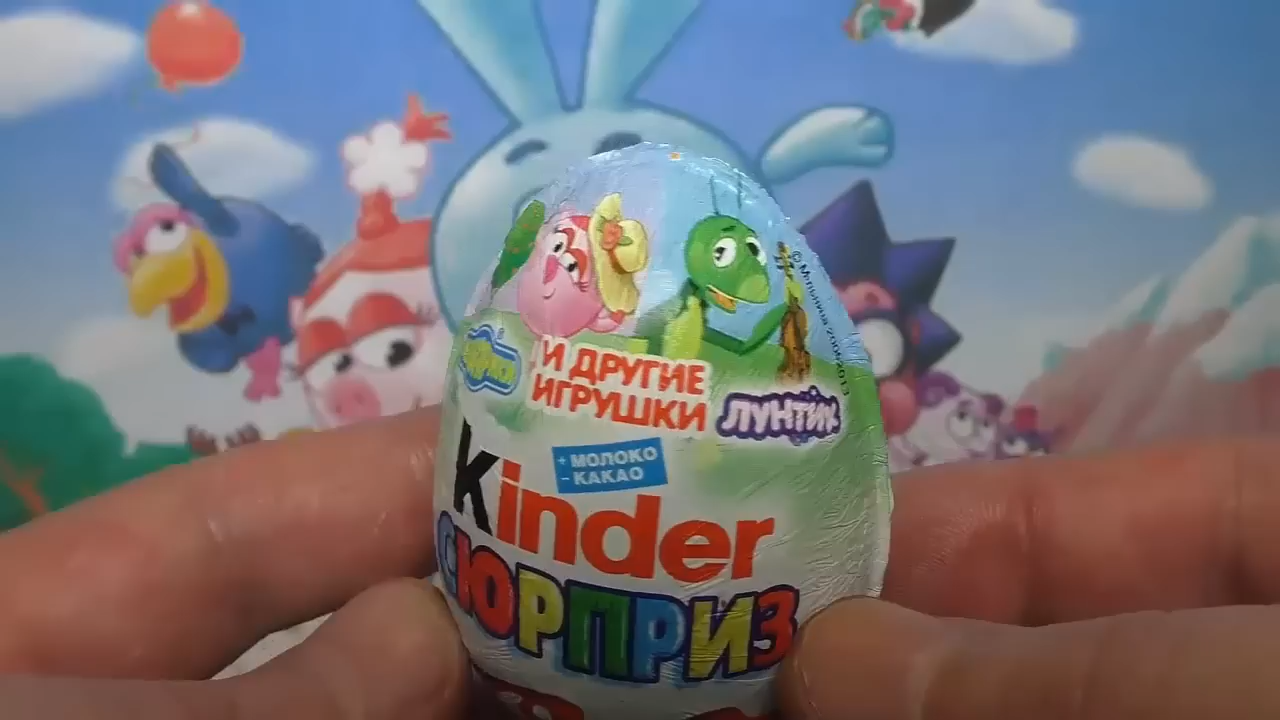 И ДРУГИЕ
ИГРУШКИ
ЛУНТИК
+ МОЛОКО
- КАКАО
Kinder
СЮРПРИЗ